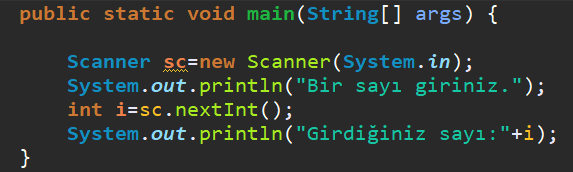 public static void main(String[] args) {
Scanner sc=new Scanner(System.in);
System.out.println("Bir sayı giriniz.");
int i=sc.nextInt();
System.out.println("Girdiğiniz sayı:"+i);
}